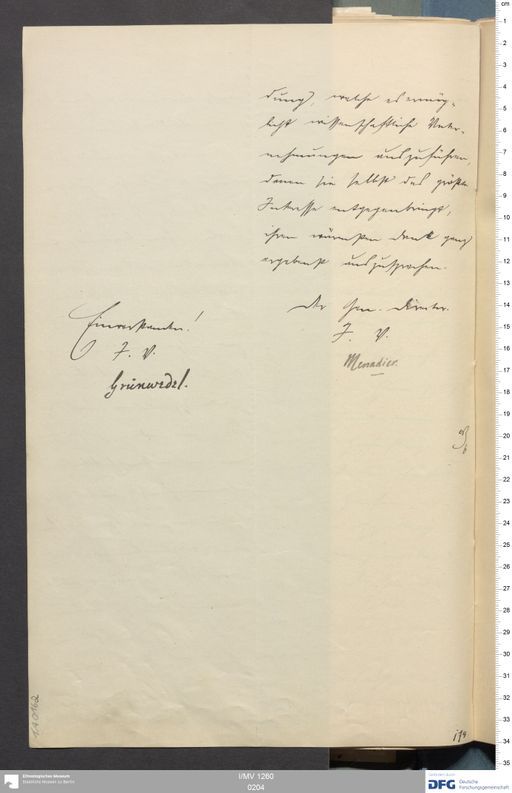 dung, welche es ermög-
licht wissenschaftliche Unter-
nehmungen auszuführen,
denen sie selbst das größte
Interesse entgegenbringt,
ihren wärmsten Dank ganz
ergebenst auszusprechen.
Der Gen. Direktor.
J. V.
Menadier.
Einverstanden!
J. V.
Grünwedel.
I/MV 1260
0204
Ethnologisches Museum
Staatliche Museen zu Berlin
DFG
Deutsche
Forschungsgemeinschaft